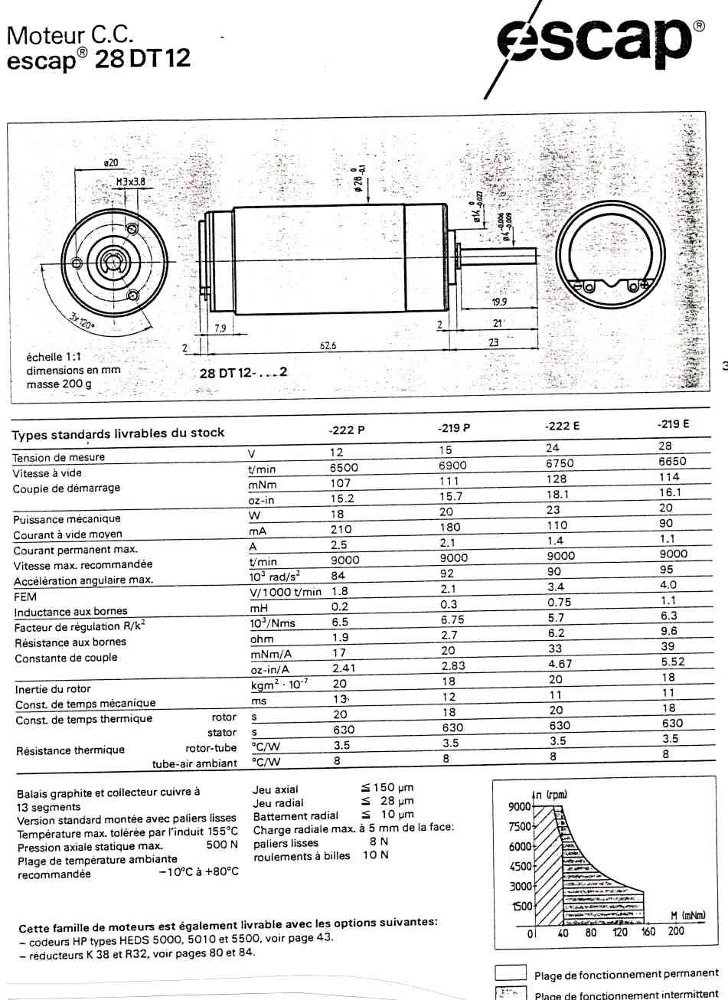 Moteur C.C.
escap® 28 DT 12
escap®
ø20
M3x3.8
3x120°
ø28 0 -0.1
ø14 0 -0.027
ø4 -0.006 -0.009
7.9
2
62.6
2
19.9
21
23
échelle 1:1
dimensions en mm
masse 200 g
28 DT 12-....2
3
Types standards livrables du stock -222 P -219 P -222 E -219 E
Tension de mesure V 12 15 24 28
Vitesse à vide t/min 6500 6900 6750 6650
Couple de démarrage mNm 107 111 128 114
oz-in 15.2 15.7 18.1 16.1
Puissance mécanique W 18 20 23 20
Courant à vide moyen mA 210 180 110 90
Courant permanent max. A 2.5 2.1 1.4 1.1
Vitesse max. recommandée t/min 9000 9000 9000 9000
Accélération angulaire max. 10³ rad/s² 84 92 90 95
FEM V/1000 t/min 1.8 2.1 3.4 4.0
Inductance aux bornes mH 0.2 0.3 0.75 1.1
Facteur de régulation R/k² 10³/Nms 6.5 6.75 5.7 6.3
Résistance aux bornes ohm 1.9 2.7 6.2 9.6
Constante de couple mNm/A 17 20 33 39
oz-in/A 2.41 2.83 4.67 5.52
Inertie du rotor kgm² · 10⁻⁷ 20 18 20 18
Const. de temps mécanique ms 13 12 11 11
Const. de temps thermique rotor s 20 18 20 18
stator s 630 630 630 630
Résistance thermique rotor-tube °C/W 3.5 3.5 3.5 3.5
tube-air ambiant °C/W 8 8 8 8
Balais graphite et collecteur cuivre à
13 segments
Version standard montée avec paliers lisses
Température max. tolérée par l'induit 155°C
Pression axiale statique max. 500 N
Plage de température ambiante
recommandée −10°C à +80°C
Jeu axial ≦ 150 µm
Jeu radial ≦ 28 µm
Battement radial ≦ 10 µm
Charge radiale max. à 5 mm de la face:
paliers lisses 8 N
roulements à billes 10 N
n (rpm)
9000
7500
6000
4500
3000
1500
M (mNm)
0 40 80 120 160 200
Cette famille de moteurs est également livrable avec les options suivantes:
– codeurs HP types HEDS 5000, 5010 et 5500, voir page 43.
– réducteurs K 38 et R32, voir pages 80 et 84.
Plage de fonctionnement permanent
Plage de fonctionnement intermittent